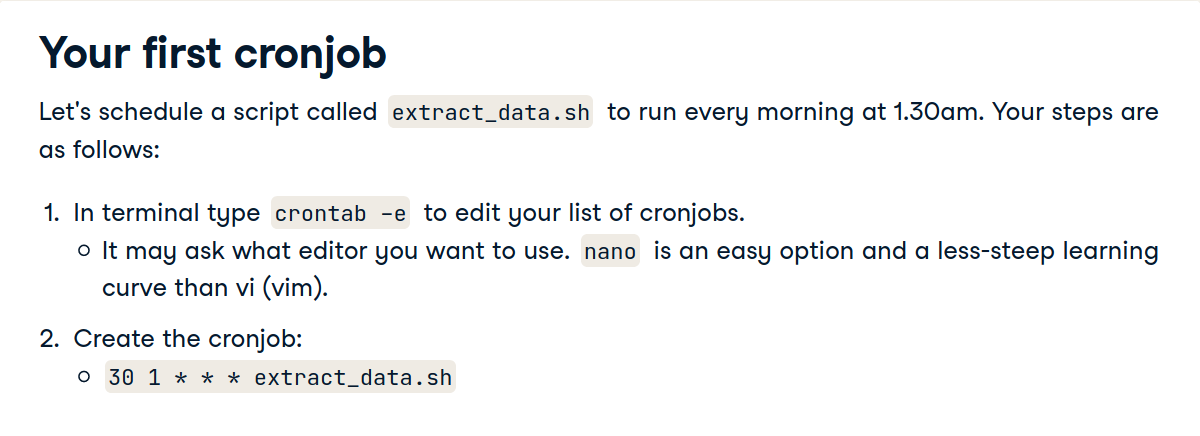 Your first cronjob
Let's schedule a script called extract_data.sh to run every morning at 1.30am. Your steps are
as follows:
1. In terminal type crontab -e to edit your list of cronjobs.
○ It may ask what editor you want to use. nano is an easy option and a less-steep learning
curve than vi (vim).
2. Create the cronjob:
○ 30 1 * * * extract_data.sh